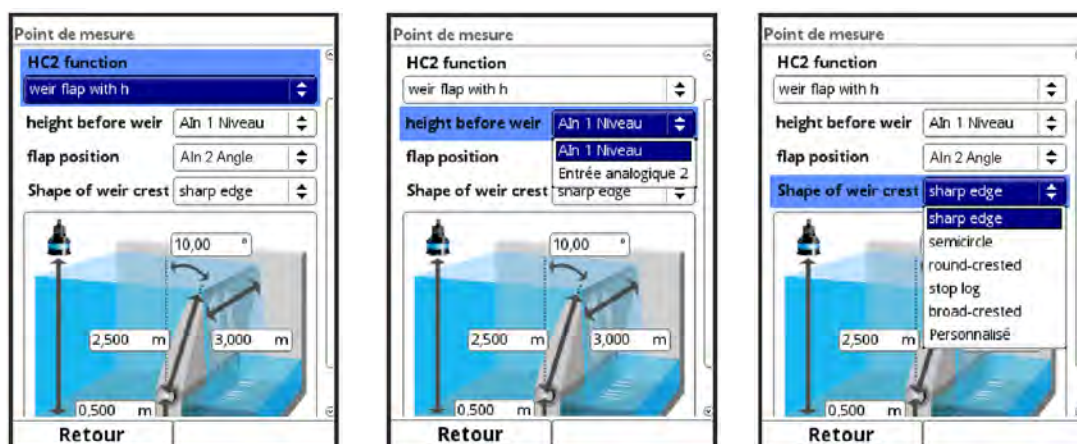 Point de mesure
HC2 function
weir flap with h
height before weir AIn 1 Niveau
flap position AIn 2 Angle
Shape of weir crest sharp edge
10,00 °
2,500 m 3,000 m
0,500 m
Retour
Point de mesure
HC2 function
weir flap with h
height before weir AIn 1 Niveau
AIn 1 Niveau
flap position
Entrée analogique 2
Shape of weir crest sharp edge
10,00 °
2,500 m 3,000 m
0,500 m
Retour
Point de mesure
HC2 function
weir flap with h
height before weir AIn 1 Niveau
flap position AIn 2 Angle
Shape of weir crest sharp edge
sharp edge
semicircle
round-crested
stop log
broad-crested
Personnalisé
2,500 m
0,500 m
Retour